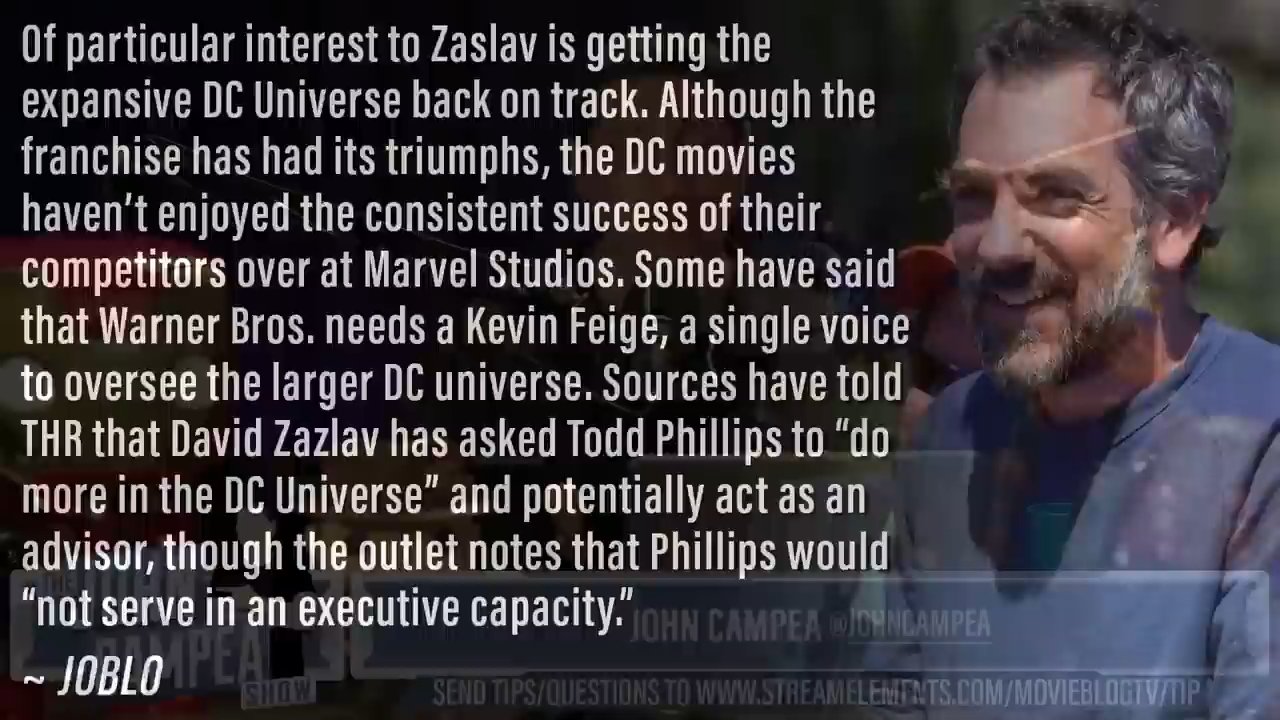 Of particular interest to Zaslav is getting the
expansive DC Universe back on track. Although the
franchise has had its triumphs, the DC movies
haven't enjoyed the consistent success of their
competitors over at Marvel Studios. Some have said
that Warner Bros. needs a Kevin Feige, a single voice
to oversee the larger DC universe. Sources have told
THR that David Zazlav has asked Todd Phillips to “do
more in the DC Universe” and potentially act as an
advisor, though the outlet notes that Phillips would
“not serve in an executive capacity.”
~ JOBLO
THE
JOHN
CAMPEA
SHOW
JOHN CAMPEA @JOHNCAMPEA
SEND TIPS/QUESTIONS TO WWW.STREAMELEMENTS.COM/MOVIEBLOGTV/TIP